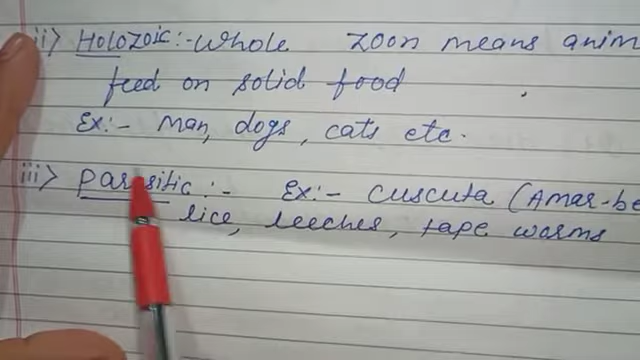 ii> Holozoic:- Whole zoon means anim
feed on solid food
Ex:- Man, dogs, cats etc.
iii> Parasitic :- Ex:- Cuscuta (Amar-be
lice, leeches, tape worms